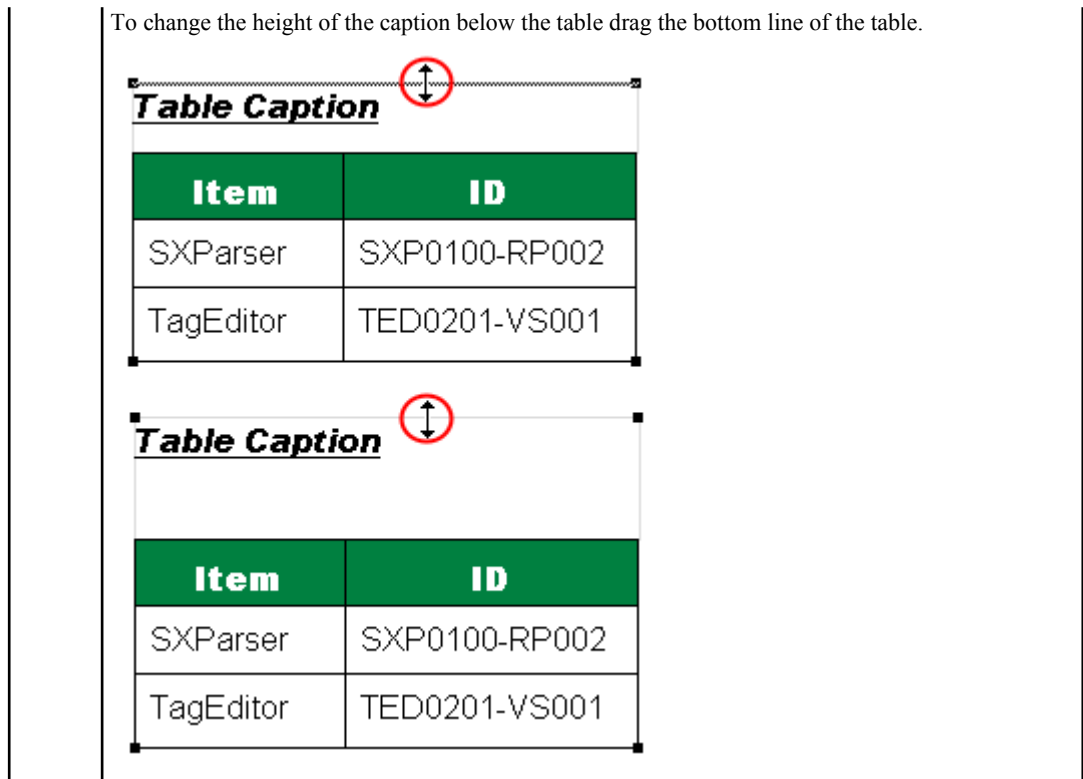 To change the height of the caption below the table drag the bottom line of the table.
Table Caption
Item ID
SXParser SXP0100-RP002
TagEditor TED0201-VS001
Table Caption
Item ID
SXParser SXP0100-RP002
TagEditor TED0201-VS001